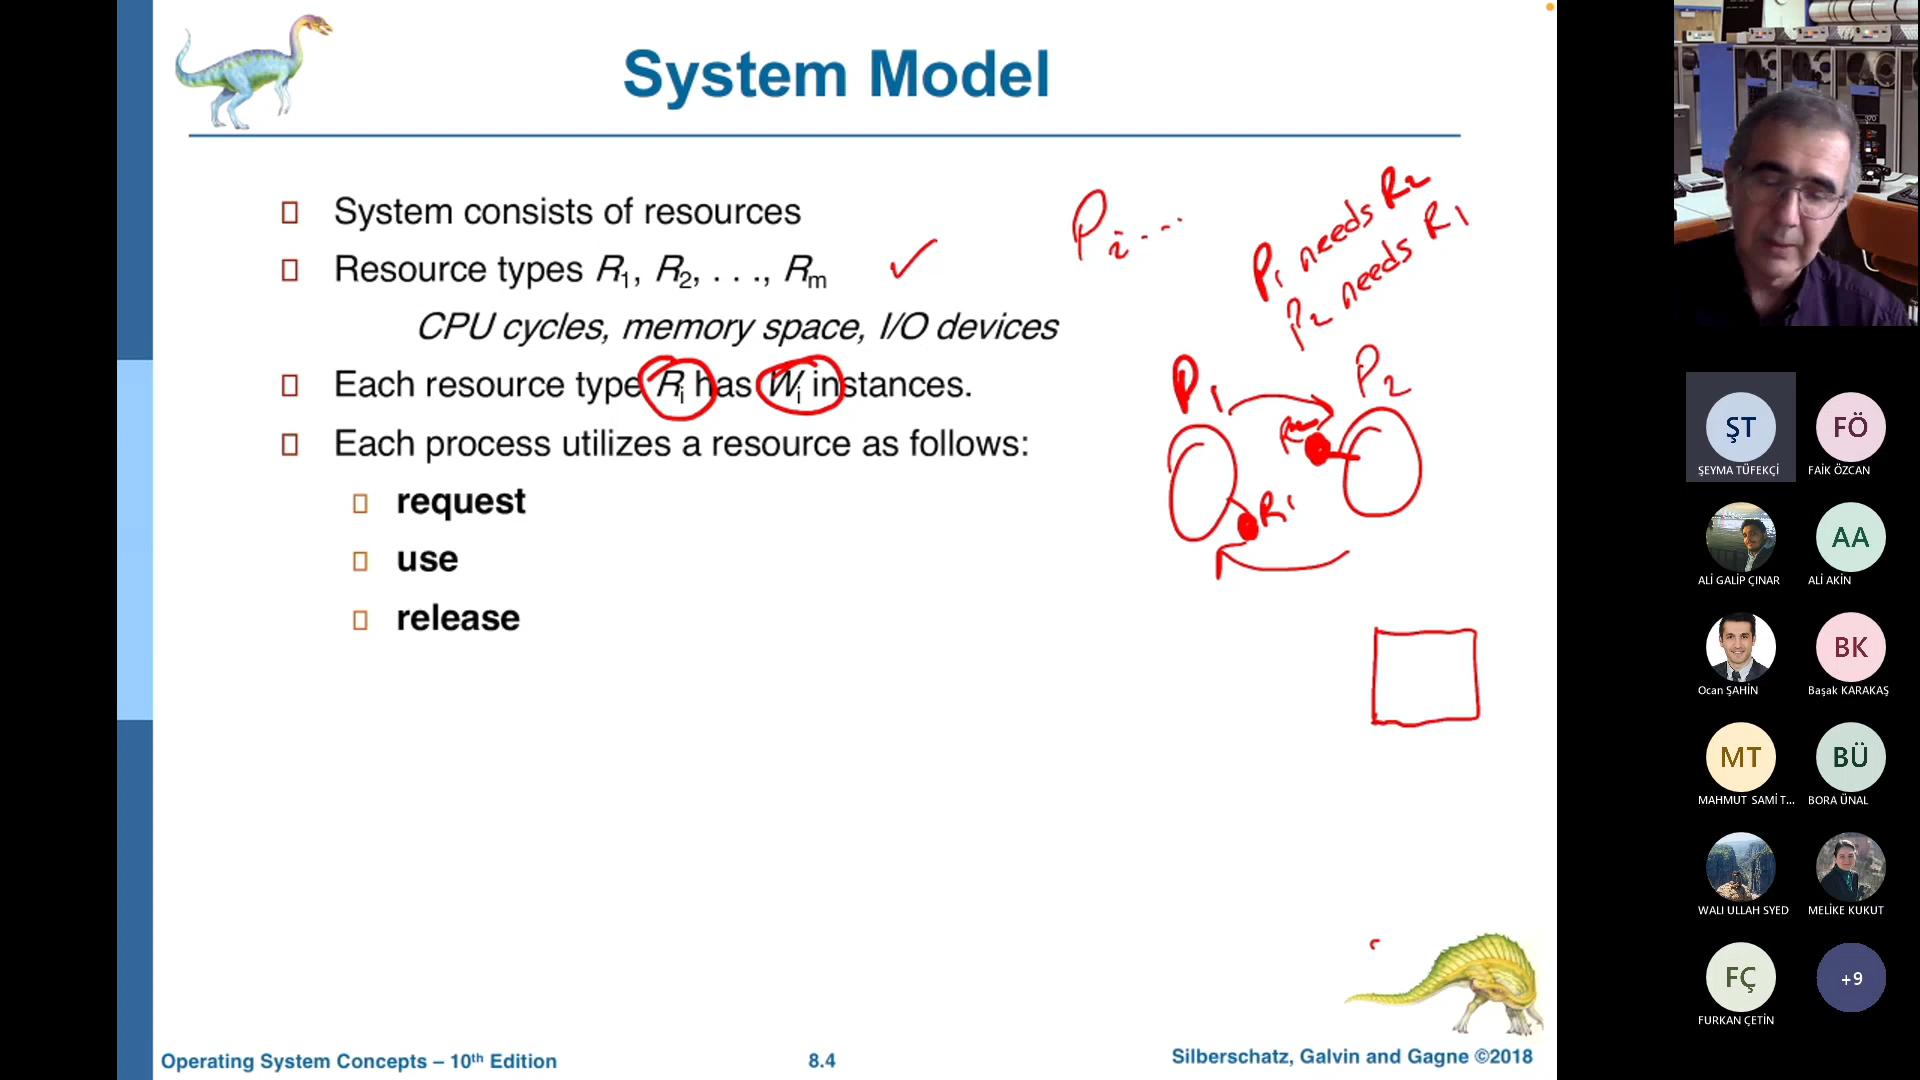 System Model
System consists of resources
Resource types R1, R2, . . ., Rm
CPU cycles, memory space, I/O devices
Each resource type Ri has Wi instances.
Each process utilizes a resource as follows:
request
use
release
P1 needs R2
P2 needs R1
P1
P2
R1
Operating System Concepts – 10th Edition
8.4
Silberschatz, Galvin and Gagne ©2018
370
ŞT
ŞEYMA TÜFEKÇİ
FÖ
FAİK ÖZCAN
ALİ GALİP ÇINAR
AA
ALİ AKİN
Ocan ŞAHİN
BK
Başak KARAKAŞ
MT
MAHMUT SAMİ T...
BÜ
BORA ÜNAL
WALI ULLAH SYED
MELİKE KUKUT
FÇ
FURKAN ÇETİN
+9